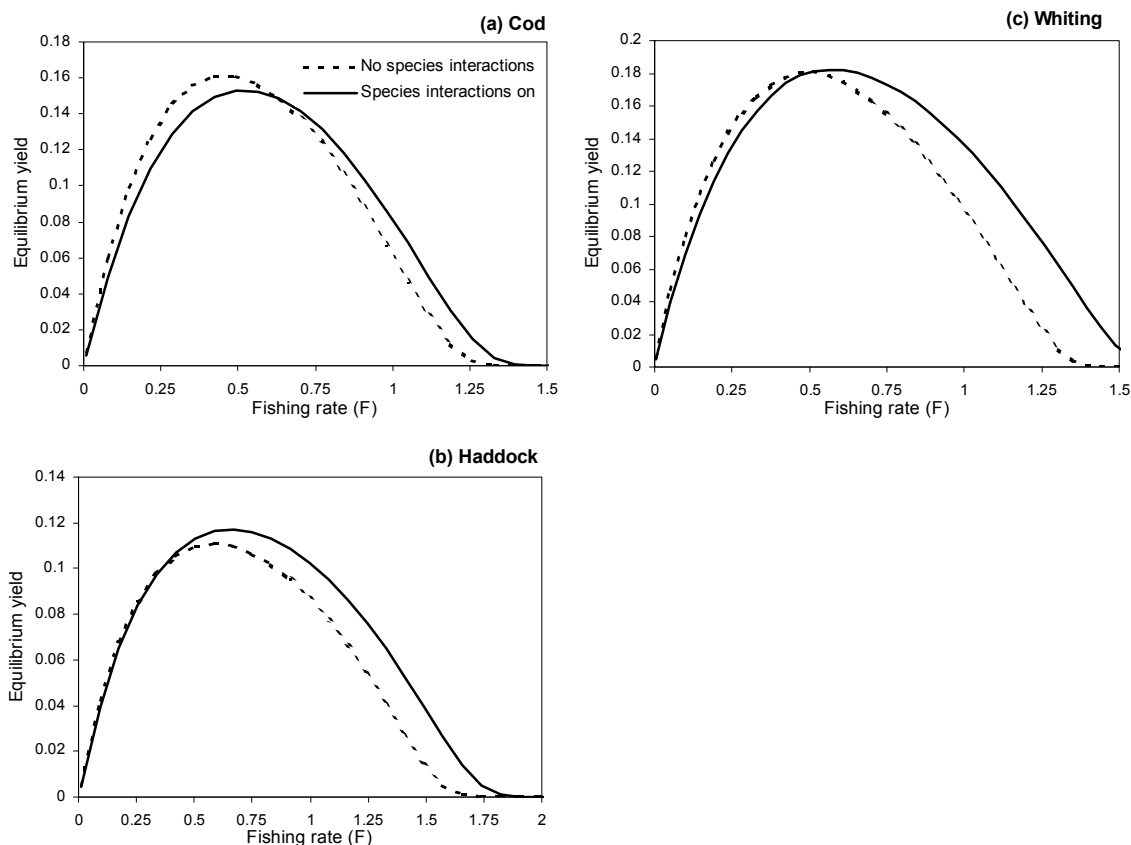 (a) Cod
0.18
0.16
0.14
0.12
0.1
0.08
0.06
0.04
0.02
0
Equilibrium yield
No species interactions
Species interactions on
0 0.25 0.5 0.75 1 1.25 1.5
Fishing rate (F)
(c) Whiting
0.2
0.18
0.16
0.14
0.12
0.1
0.08
0.06
0.04
0.02
0
Equilibrium yield
0 0.25 0.5 0.75 1 1.25 1.5
Fishing rate (F)
(b) Haddock
0.14
0.12
0.1
0.08
0.06
0.04
0.02
0
Equilibrium yield
0 0.25 0.5 0.75 1 1.25 1.5 1.75 2
Fishing rate (F)